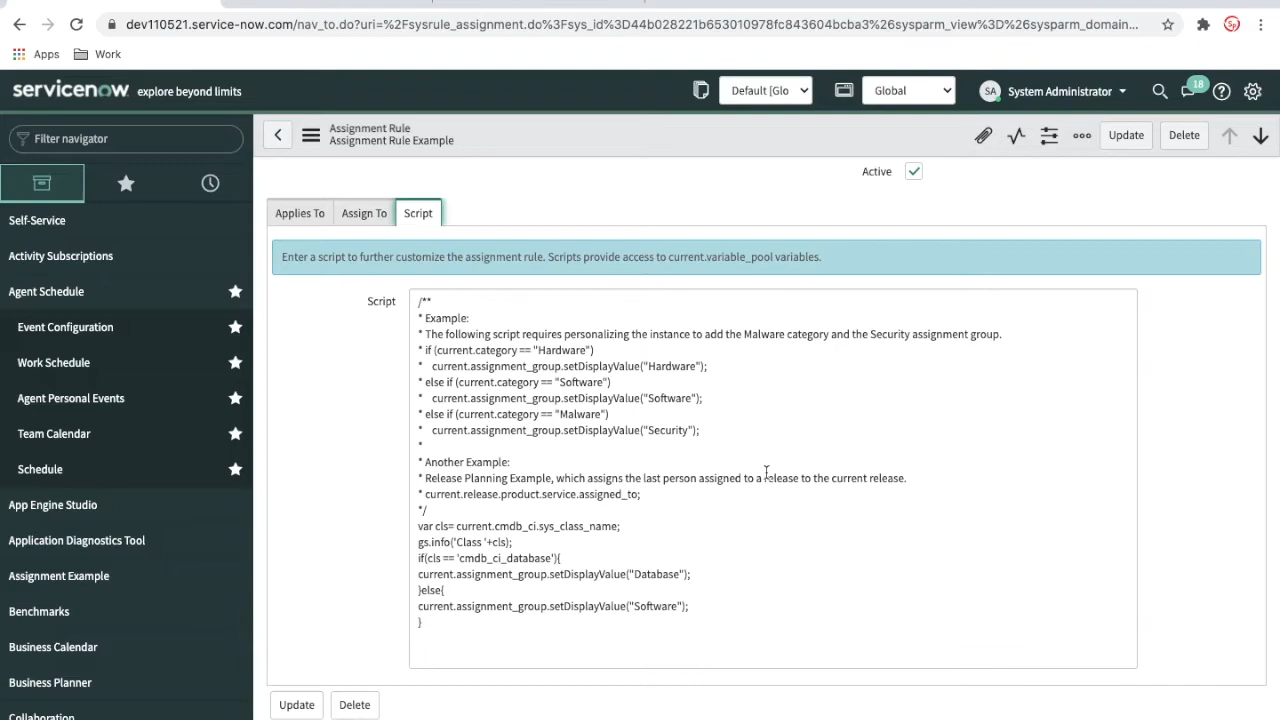 dev110521.service-now.com/nav_to.do?uri=%2Fsysrule_assignment.do%3Fsys_id%3D44b028221b653010978fc843604bcba3%26sysparm_view%3D%26sysparm_domain...
Sp
Apps
Work
servicenow explore beyond limits
Default [Glo
Global
SA
System Administrator
18
Filter navigator
Assignment Rule
Assignment Rule Example
Update
Delete
Active
Self-Service
Activity Subscriptions
Agent Schedule
Event Configuration
Work Schedule
Agent Personal Events
Team Calendar
Schedule
App Engine Studio
Application Diagnostics Tool
Assignment Example
Benchmarks
Business Calendar
Business Planner
Collaboration
Applies To
Assign To
Script
Enter a script to further customize the assignment rule. Scripts provide access to current.variable_pool variables.
Script
/**
* Example:
* The following script requires personalizing the instance to add the Malware category and the Security assignment group.
* if (current.category == "Hardware")
*   current.assignment_group.setDisplayValue("Hardware");
* else if (current.category == "Software")
*   current.assignment_group.setDisplayValue("Software");
* else if (current.category == "Malware")
*   current.assignment_group.setDisplayValue("Security");
*
* Another Example:
* Release Planning Example, which assigns the last person assigned to a release to the current release.
* current.release.product.service.assigned_to;
*/
var cls= current.cmdb_ci.sys_class_name;
gs.info('Class '+cls);
if(cls == 'cmdb_ci_database'){
current.assignment_group.setDisplayValue("Database");
}else{
current.assignment_group.setDisplayValue("Software");
}
Update
Delete